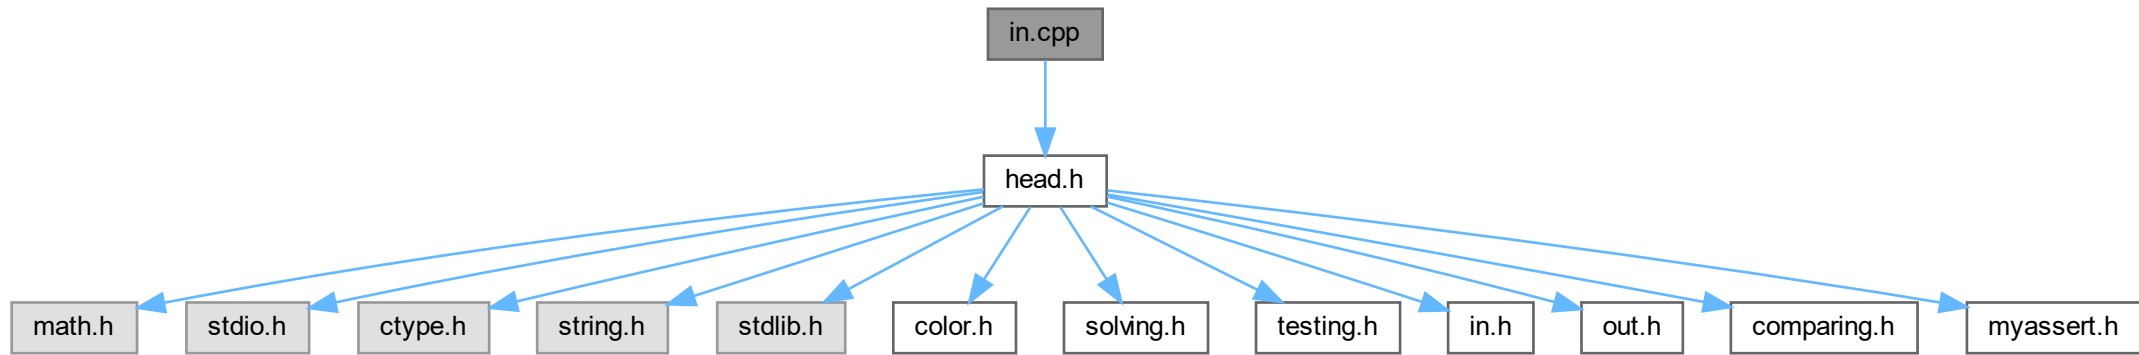 in.cpp
head.h
math.h
stdio.h
ctype.h
string.h
stdlib.h
color.h
solving.h
testing.h
in.h
out.h
comparing.h
myassert.h